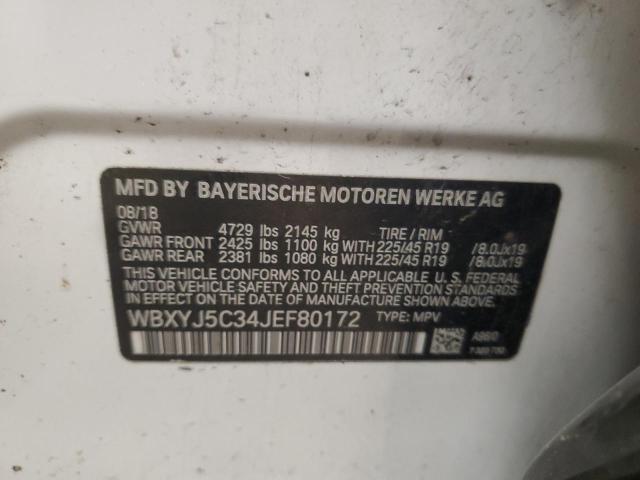 MFD BY BAYERISCHE MOTOREN WERKE AG
08/18
GVWR 4729 lbs 2145 kg TIRE / RIM
GAWR FRONT 2425 lbs 1100 kg WITH 225/45 R19 /8.0Jx19
GAWR REAR 2381 lbs 1080 kg WITH 225/45 R19 /8.0Jx19
THIS VEHICLE CONFORMS TO ALL APPLICABLE U. S. FEDERAL
MOTOR VEHICLE SAFETY AND THEFT PREVENTION STANDARDS
IN EFFECT ON THE DATE OF MANUFACTURE SHOWN ABOVE.
WBXYJ5C34JEF80172 TYPE: MPV